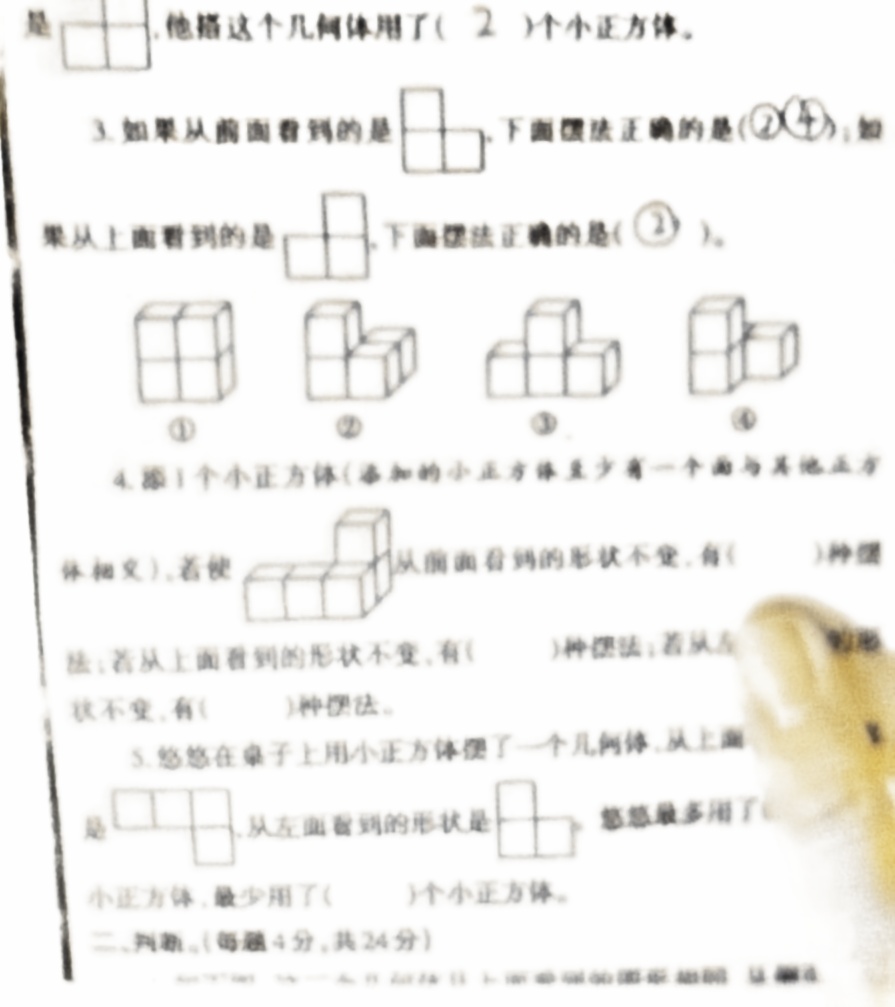 是 ,他搭这个几何体用了( 2 )个小正方体。
3. 如果从前面看到的是 ,下面摆法正确的是(②④);如
果从上面看到的是 ,下面摆法正确的是( ② )。
① ② ③ ④
4. 添1个小正方体(添加的小正方体至少有一个面与其他正方
体相交),若使 从前面看到的形状不变,有( )种摆
法;若从上面看到的形状不变,有( )种摆法;若从左 的形
状不变,有( )种摆法。
5. 悠悠在桌子上用小正方体摆了一个几何体,从上面
是 ,从左面看到的形状是 。悠悠最多用了(
小正方体,最少用了( )个小正方体。
二、判断。(每题4分,共24分)